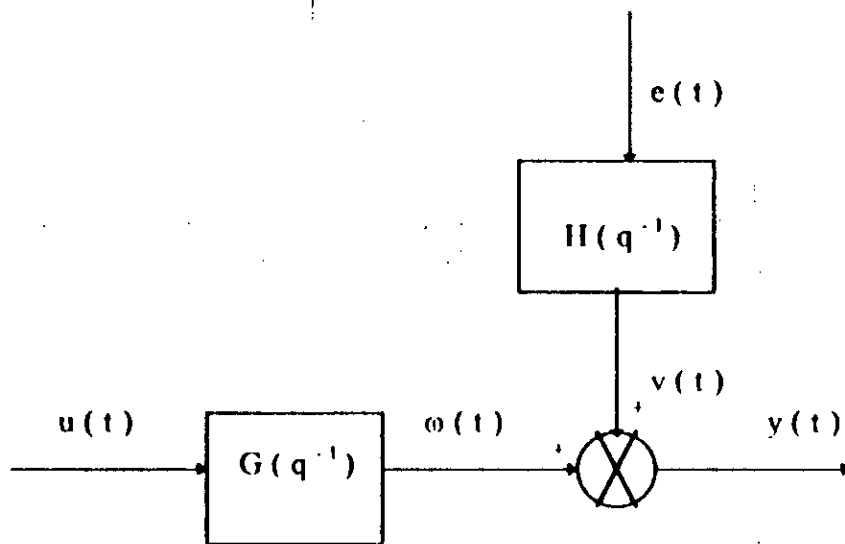 e(t)
H(q⁻¹)
v(t)
+
u(t)
G(q⁻¹)
ω(t)
+
y(t)